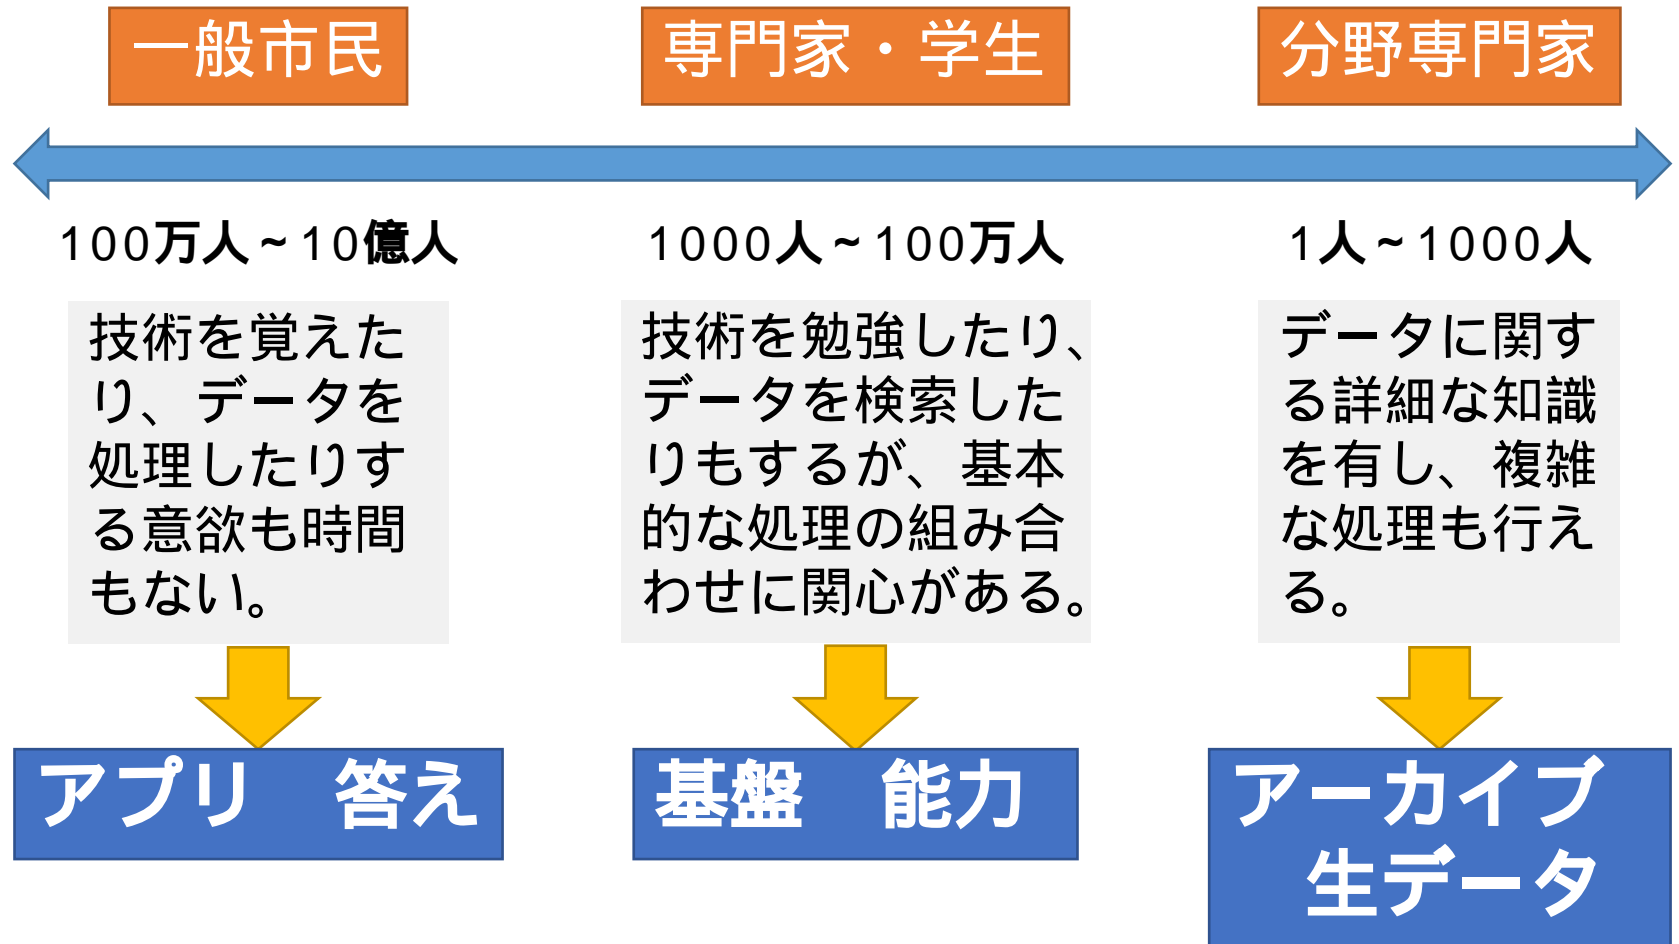 一般市民
専門家・学生
分野専門家
100万人~10億人
1000人~100万人
1人~1000人
技術を覚えた
り、データを
処理したりす
る意欲も時間
もない。
技術を勉強したり、
データを検索した
りもするが、基本
的な処理の組み合
わせに関心がある。
データに関す
る詳細な知識
を有し、複雑
な処理も行え
る。
アプリ　答え
基盤　能力
アーカイブ
生データ